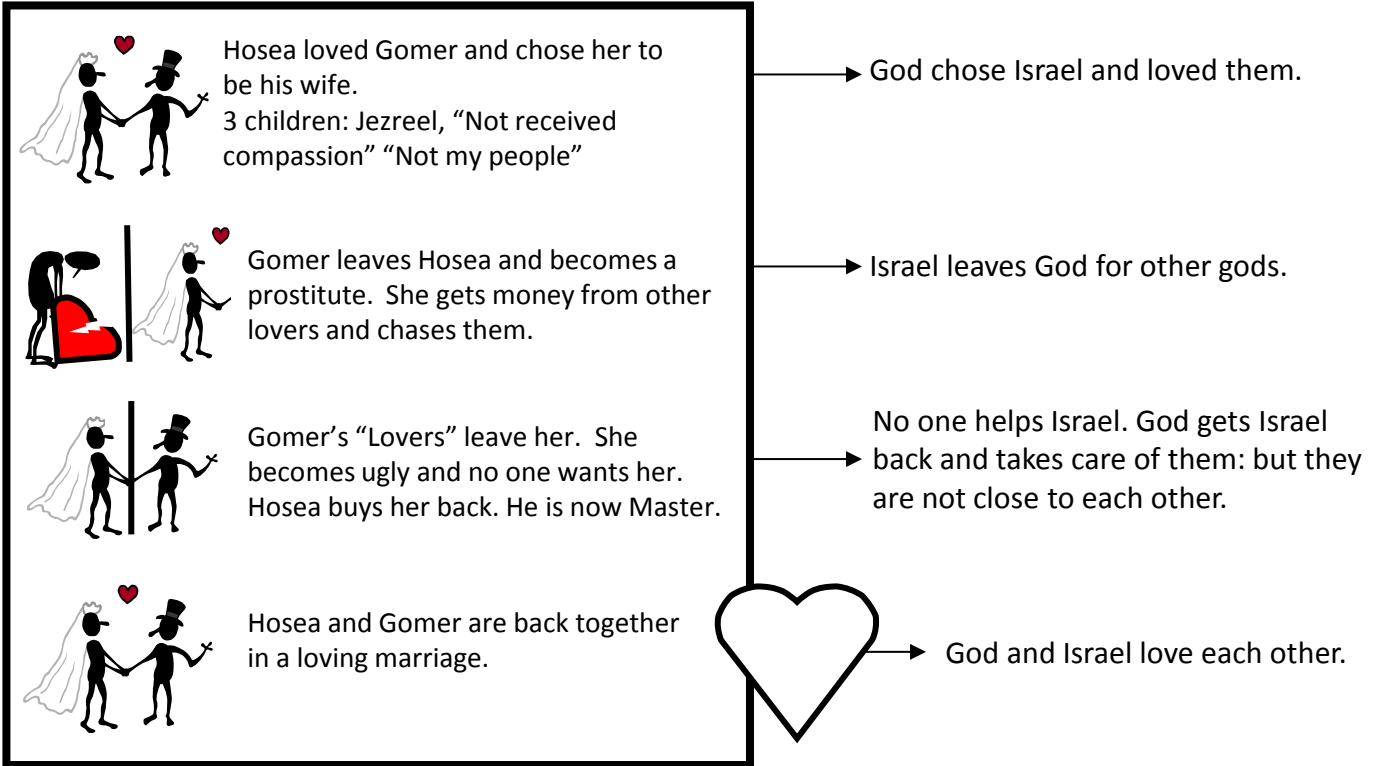 Hosea loved Gomer and chose her to
be his wife.
3 children: Jezreel, “Not received
compassion” “Not my people”
God chose Israel and loved them.
Gomer leaves Hosea and becomes a
prostitute.  She gets money from other
lovers and chases them.
Israel leaves God for other gods.
Gomer’s “Lovers” leave her.  She
becomes ugly and no one wants her.
Hosea buys her back. He is now Master.
No one helps Israel. God gets Israel
back and takes care of them: but they
are not close to each other.
Hosea and Gomer are back together
in a loving marriage.
God and Israel love each other.